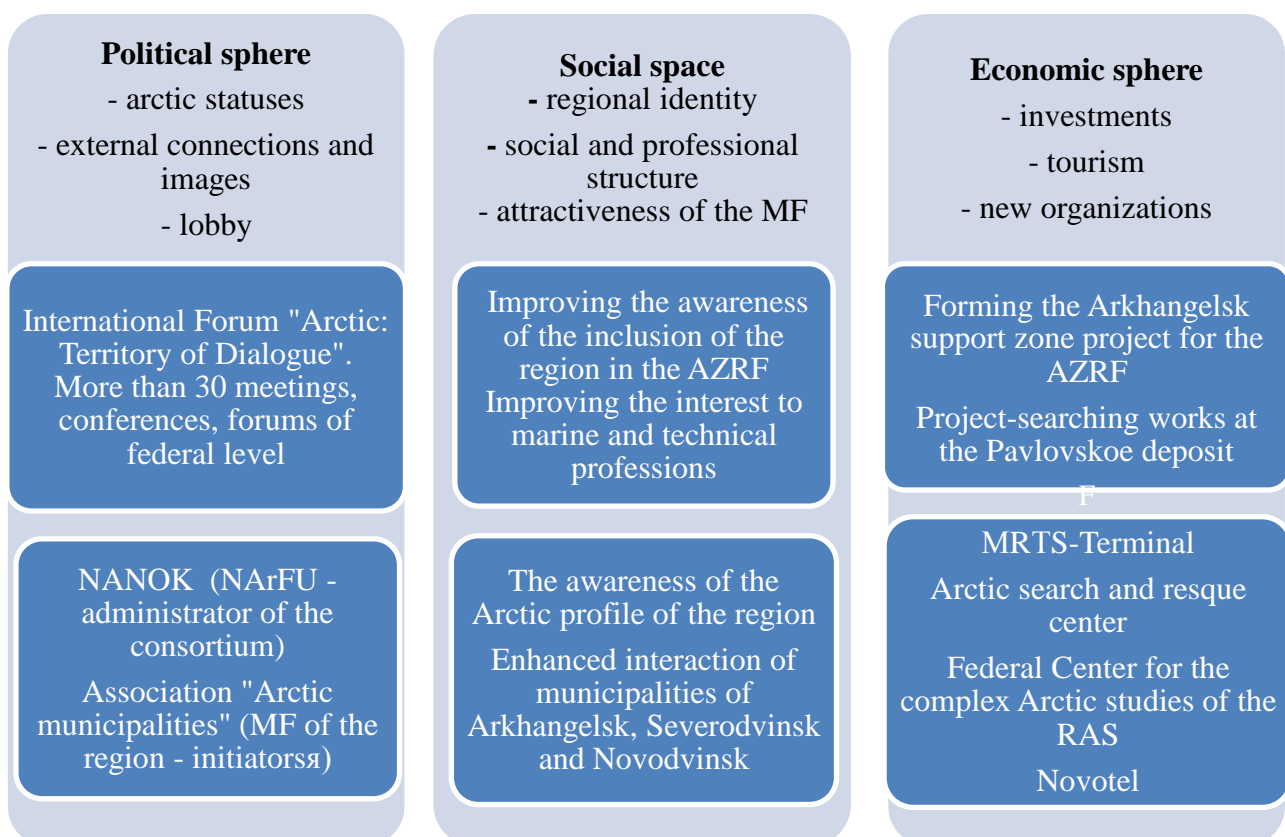 Political sphere
- arctic statuses
- external connections and
images
- lobby
International Forum "Arctic:
Territory of Dialogue".
More than 30 meetings,
conferences, forums of
federal level
NANOK (NArFU -
administrator of the
consortium)
Association "Arctic
municipalities" (MF of the
region - initiatorsя)
Social space
- regional identity
- social and professional
structure
- attractiveness of the MF
Improving the awareness
of the inclusion of the
region in the AZRF
Improving the interest to
marine and technical
professions
The awareness of the
Arctic profile of the region
Enhanced interaction of
municipalities of
Arkhangelsk, Severodvinsk
and Novodvinsk
Economic sphere
- investments
- tourism
- new organizations
Forming the Arkhangelsk
support zone project for the
AZRF
Project-searching works at
the Pavlovskoe deposit
F
MRTS-Terminal
Arctic search and resque
center
Federal Center for the
complex Arctic studies of the
RAS
Novotel